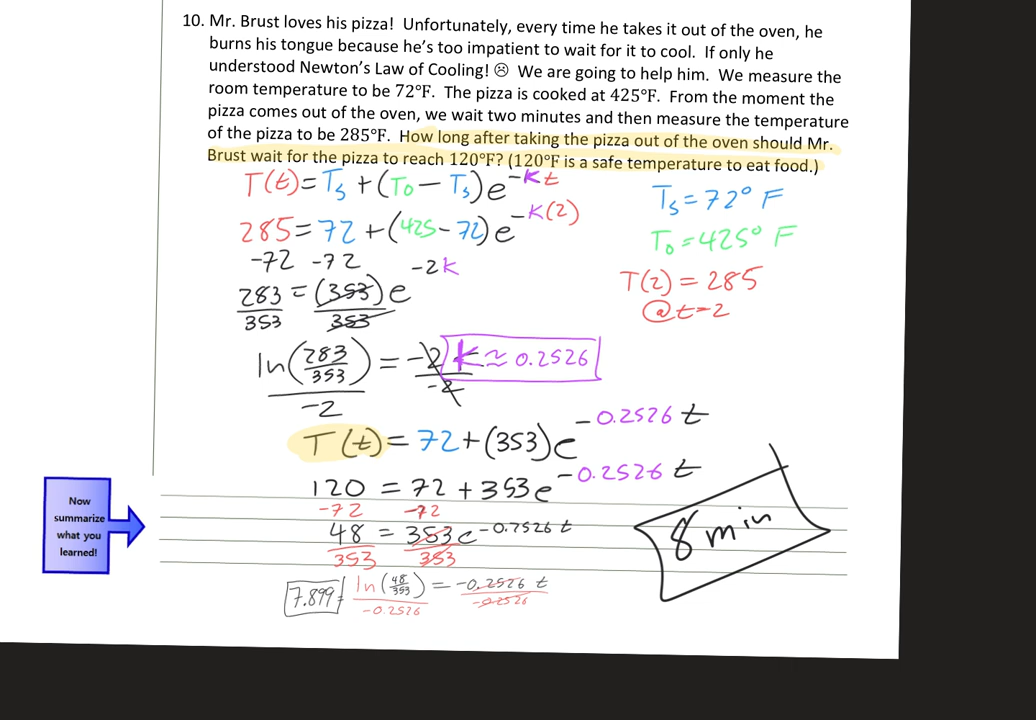 10. Mr. Brust loves his pizza! Unfortunately, every time he takes it out of the oven, he
burns his tongue because he's too impatient to wait for it to cool. If only he
understood Newton's Law of Cooling! ☹ We are going to help him. We measure the
room temperature to be 72°F. The pizza is cooked at 425°F. From the moment the
pizza comes out of the oven, we wait two minutes and then measure the temperature
of the pizza to be 285°F. How long after taking the pizza out of the oven should Mr.
Brust wait for the pizza to reach 120°F? (120°F is a safe temperature to eat food.)
T(t) = Ts + (To - Ts)e^-kt
Ts = 72° F
285 = 72 + (425 - 72)e^-k(2)
To = 425° F
-72 -72
T(2) = 285
@t=2
283/353 = (353)e^-2k/353
ln(283/353)/-2 = -2k/-2
k ≈ 0.2526
T(t) = 72 + (353)e^-0.2526 t
120 = 72 + 353e^-0.2526 t
-72 -72
48/353 = 353e^-0.2526 t/353
7.899 = ln(48/353)/-0.2526 = -0.2526 t/-0.2526
8 min
Now
summarize
what you
learned!